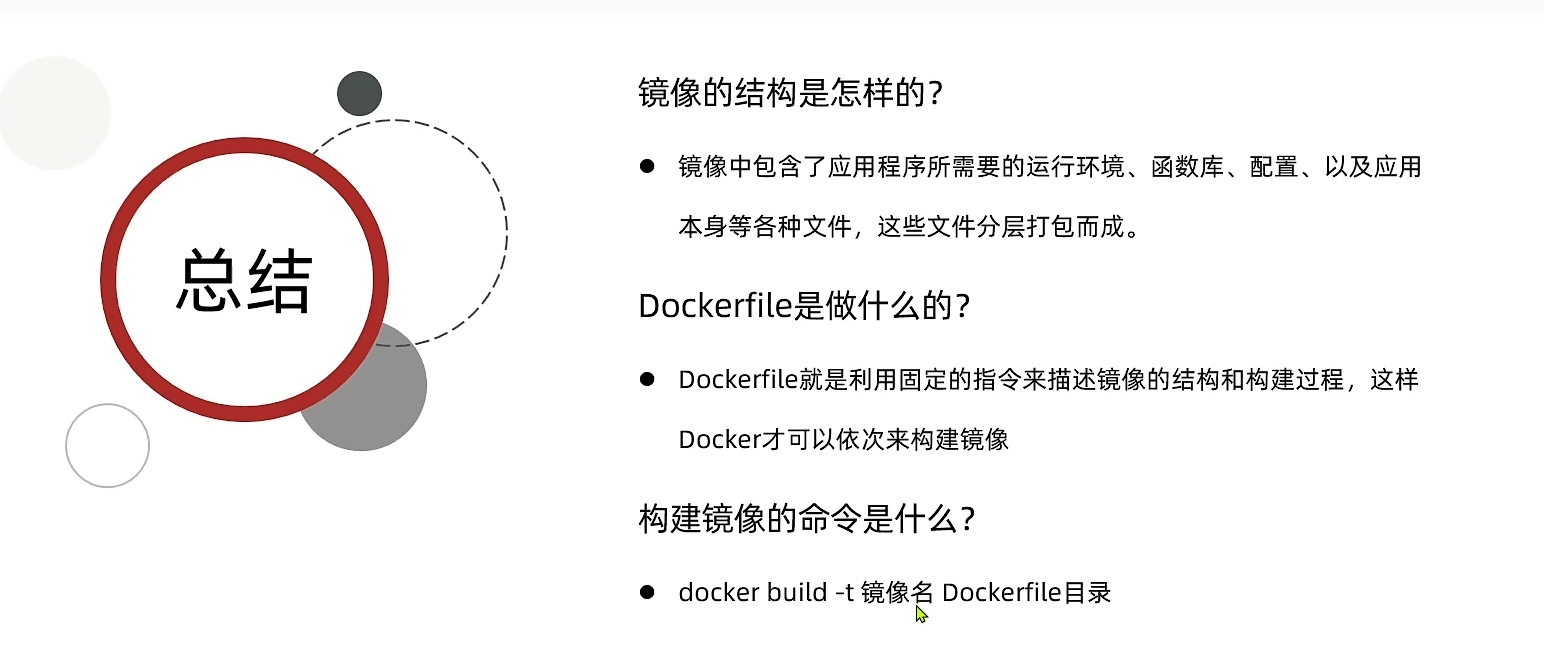 总结
镜像的结构是怎样的？
● 镜像中包含了应用程序所需要的运行环境、函数库、配置、以及应用
本身等各种文件，这些文件分层打包而成。
Dockerfile是做什么的？
● Dockerfile就是利用固定的指令来描述镜像的结构和构建过程，这样
Docker才可以依次来构建镜像
构建镜像的命令是什么？
● docker build -t 镜像名 Dockerfile目录